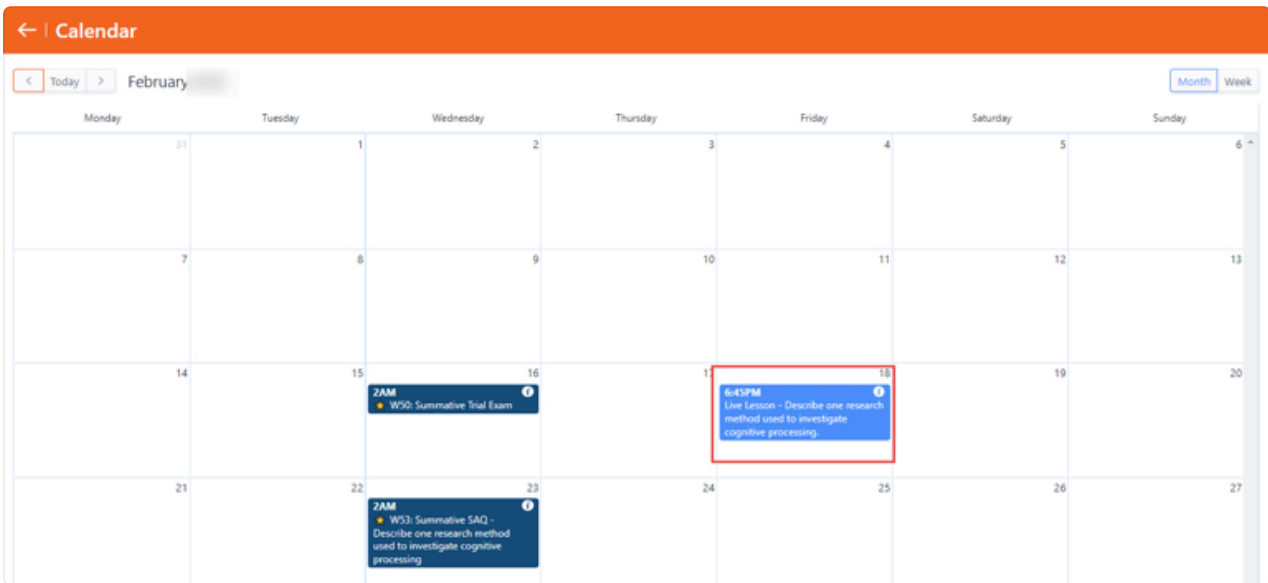 ← | Calendar
< Today > February
Month Week
Monday Tuesday Wednesday Thursday Friday Saturday Sunday
31 1 2 3 4 5 6
7 8 9 10 11 12 13
14 15 16 17 18 19 20
2AM
W50: Summative Trial Exam
6:45PM
Live Lesson - Describe one research
method used to investigate
cognitive processing.
21 22 23 24 25 26 27
2AM
W53: Summative SAQ -
Describe one research method
used to investigate cognitive
processing